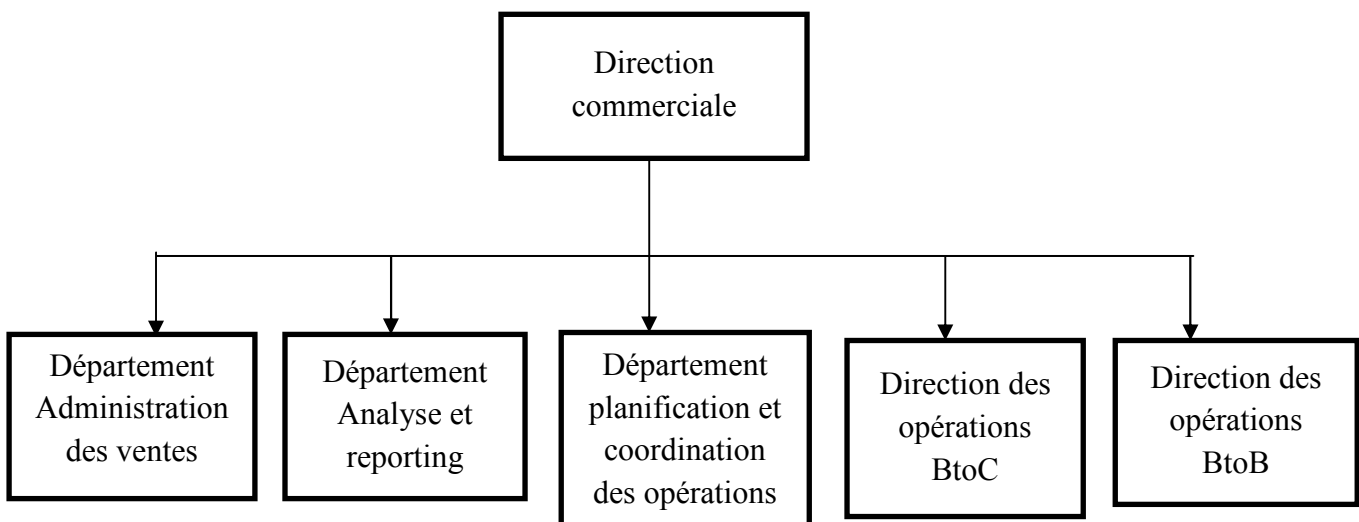 Direction
commerciale
Département
Administration
des ventes
Département
Analyse et
reporting
Département
planification et
coordination
des opérations
Direction des
opérations
BtoC
Direction des
opérations
BtoB